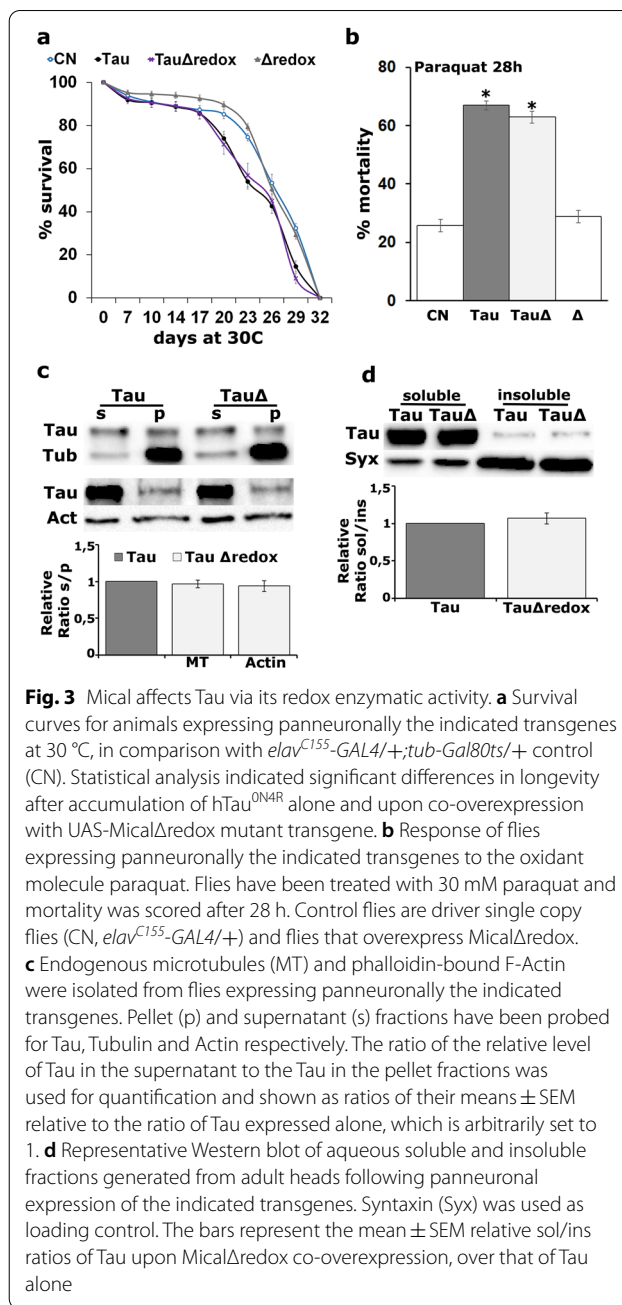 a
CN Tau TauΔredox Δredox
% survival
100
80
60
40
20
0
0 7 10 14 17 20 23 26 29 32
days at 30C
b
Paraquat 28h
% mortality
80
60
40
20
0
* *
CN Tau TauΔ Δ
c
Tau TauΔ
s p s p
Tau
Tub
Tau
Act
Relative Ratio s/p
1,5
1
0,5
0
Tau Tau Δredox
MT Actin
d
soluble insoluble
Tau TauΔ Tau TauΔ
Tau
Syx
Relative Ratio sol/ins
1,5
1
0,5
0
Tau TauΔredox
Fig. 3 Mical affects Tau via its redox enzymatic activity. a Survival
curves for animals expressing panneuronally the indicated transgenes
at 30 °C, in comparison with elav^C155-GAL4/+;tub-Gal80ts/+ control
(CN). Statistical analysis indicated significant differences in longevity
after accumulation of hTau^0N4R alone and upon co-overexpression
with UAS-MicalΔredox mutant transgene. b Response of flies
expressing panneuronally the indicated transgenes to the oxidant
molecule paraquat. Flies have been treated with 30 mM paraquat and
mortality was scored after 28 h. Control flies are driver single copy
flies (CN, elav^C155-GAL4/+) and flies that overexpress MicalΔredox.
c Endogenous microtubules (MT) and phalloidin-bound F-Actin
were isolated from flies expressing panneuronally the indicated
transgenes. Pellet (p) and supernatant (s) fractions have been probed
for Tau, Tubulin and Actin respectively. The ratio of the relative level
of Tau in the supernatant to the Tau in the pellet fractions was
used for quantification and shown as ratios of their means ± SEM
relative to the ratio of Tau expressed alone, which is arbitrarily set to
1. d Representative Western blot of aqueous soluble and insoluble
fractions generated from adult heads following panneuronal
expression of the indicated transgenes. Syntaxin (Syx) was used as
loading control. The bars represent the mean ± SEM relative sol/ins
ratios of Tau upon MicalΔredox co-overexpression, over that of Tau
alone